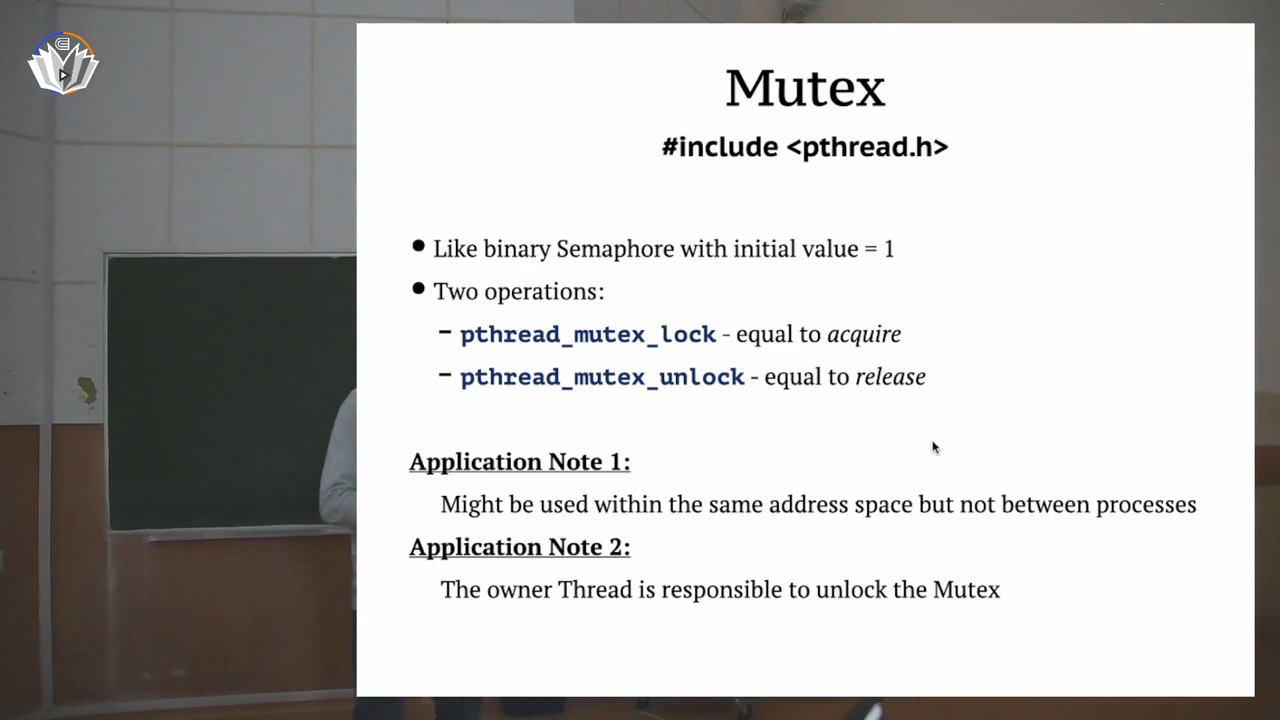 Mutex
#include <pthread.h>
• Like binary Semaphore with initial value = 1
• Two operations:
– pthread_mutex_lock - equal to acquire
– pthread_mutex_unlock - equal to release
Application Note 1:
Might be used within the same address space but not between processes
Application Note 2:
The owner Thread is responsible to unlock the Mutex